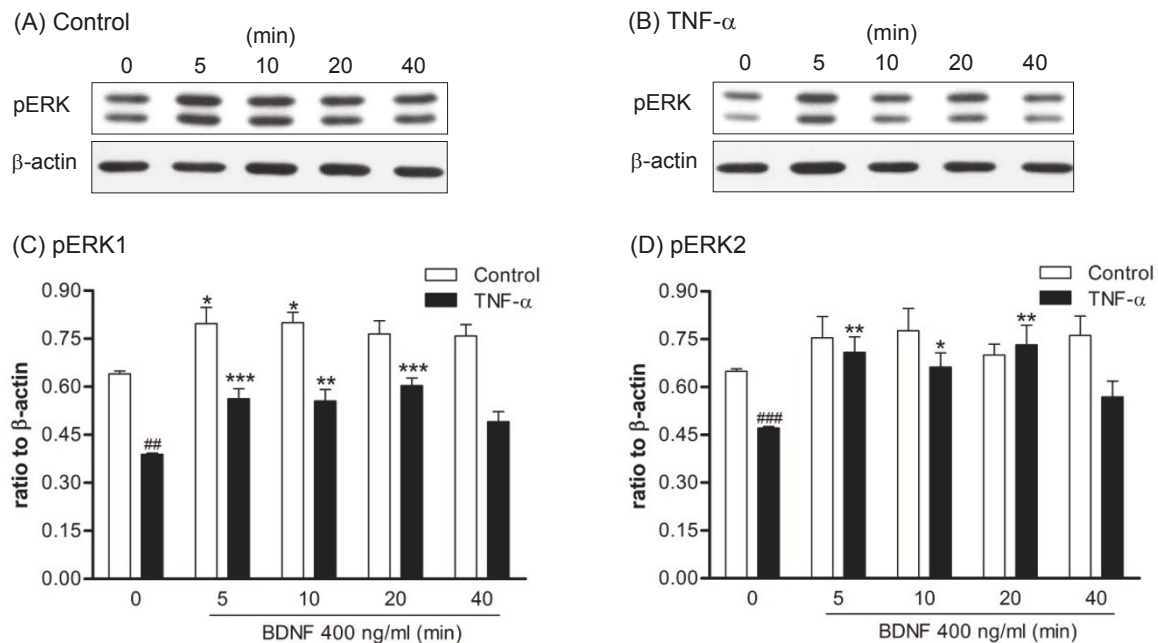 (A) Control
(min)
0 5 10 20 40
pERK
β-actin
(B) TNF-α
(min)
0 5 10 20 40
pERK
β-actin
(C) pERK1
Control
TNF-α
ratio to β-actin
0.90
0.75
0.60
0.45
0.30
0.15
0.00
##
*
***
*
**
***
0 5 10 20 40
BDNF 400 ng/ml (min)
(D) pERK2
Control
TNF-α
ratio to β-actin
0.90
0.75
0.60
0.45
0.30
0.15
0.00
###
**
*
**
0 5 10 20 40
BDNF 400 ng/ml (min)